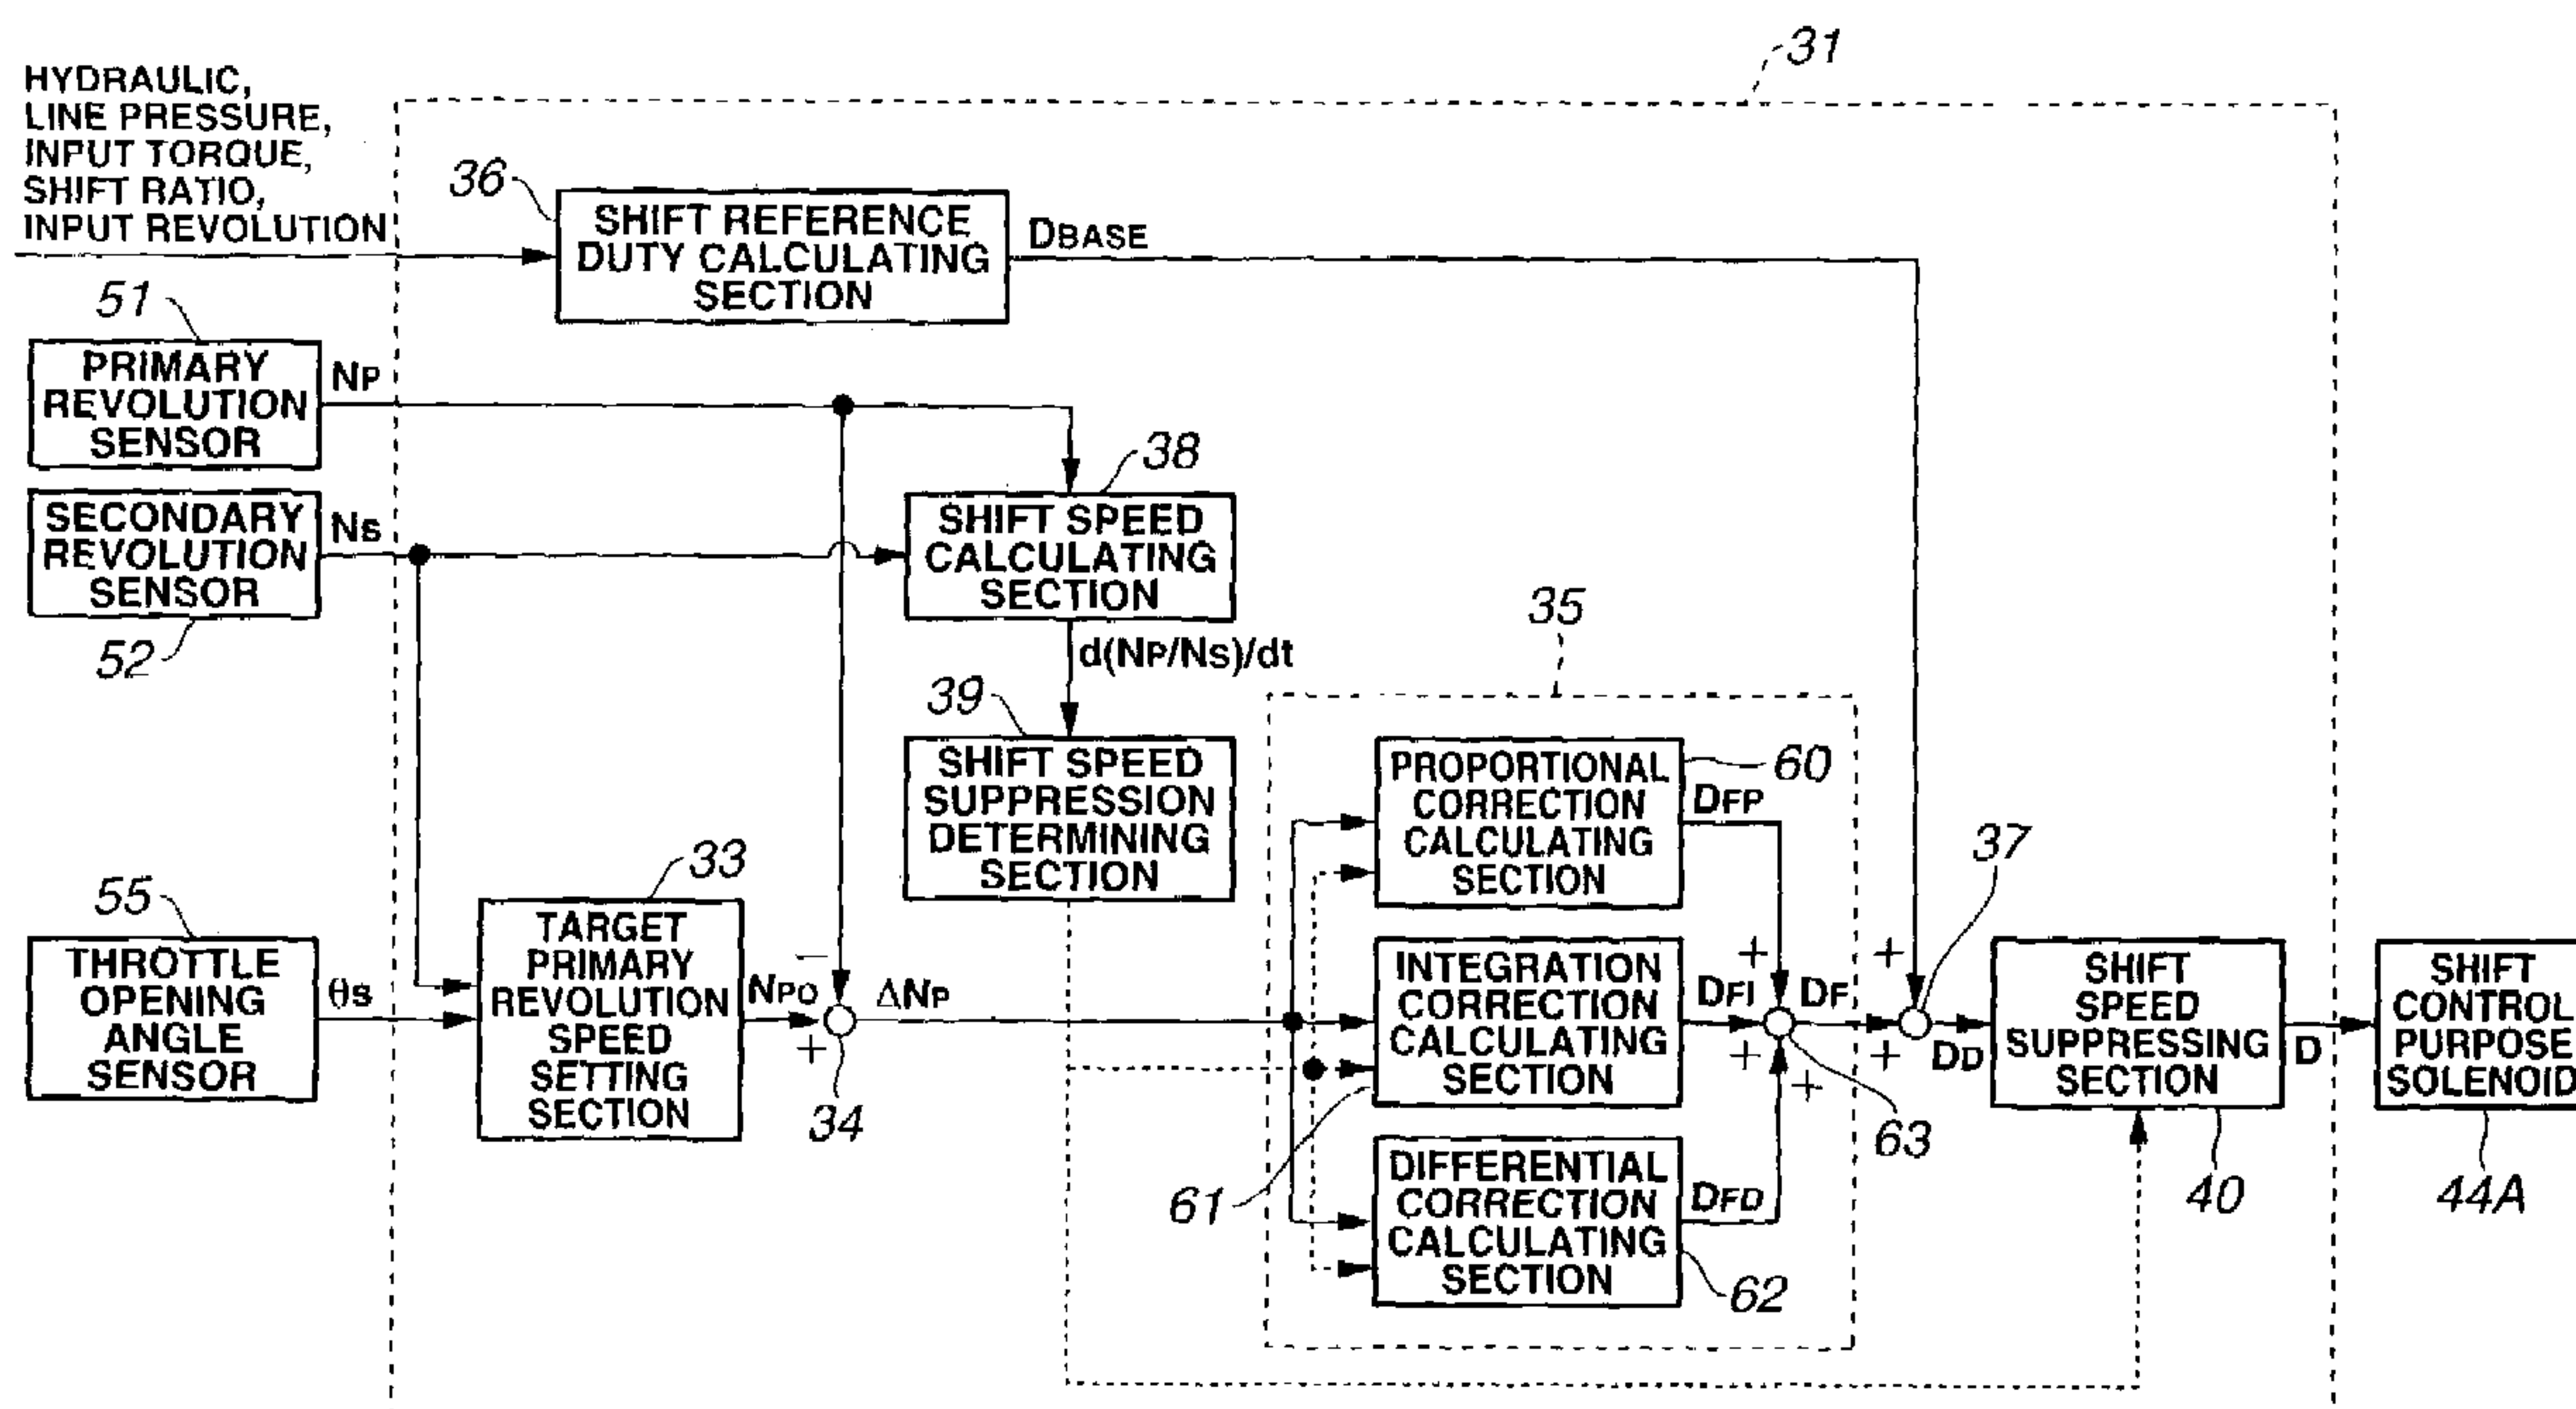 31
HYDRAULIC,
LINE PRESSURE,
INPUT TORQUE,
SHIFT RATIO,
INPUT REVOLUTION
36
SHIFT REFERENCE
DUTY CALCULATING
SECTION
DBASE
51
PRIMARY
REVOLUTION
SENSOR
NP
38
SECONDARY
REVOLUTION
SENSOR
NS
52
SHIFT SPEED
CALCULATING
SECTION
d(NP/NS)/dt
35
39
SHIFT SPEED
SUPPRESSION
DETERMINING
SECTION
PROPORTIONAL
CORRECTION
CALCULATING
SECTION
60
DFP
37
33
55
THROTTLE
OPENING
ANGLE
SENSOR
θS
TARGET
PRIMARY
REVOLUTION
SPEED
SETTING
SECTION
NPO
−
+
34
ΔNP
INTEGRATION
CORRECTION
CALCULATING
SECTION
61
DFI
+
+
+
DF
63
+
+
DD
SHIFT
SPEED
SUPPRESSING
SECTION
40
D
SHIFT
CONTROL
PURPOSE
SOLENOID
44A
DIFFERENTIAL
CORRECTION
CALCULATING
SECTION
DFD
62